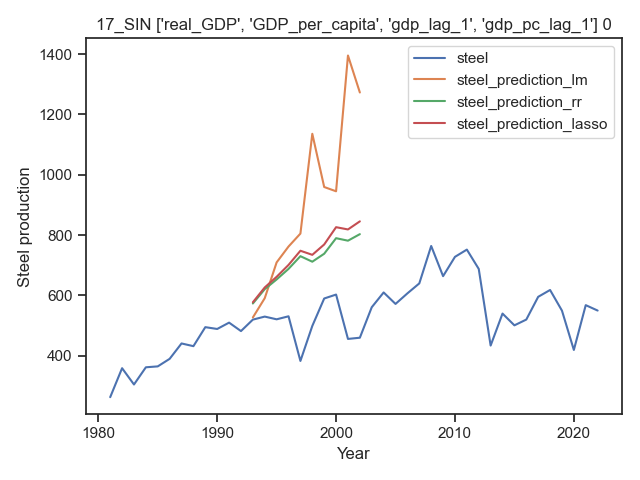 17_SIN ['real_GDP', 'GDP_per_capita', 'gdp_lag_1', 'gdp_pc_lag_1'] 0
1400
1200
1000
800
600
400
Steel production
steel
steel_prediction_lm
steel_prediction_rr
steel_prediction_lasso
1980
1990
2000
2010
2020
Year